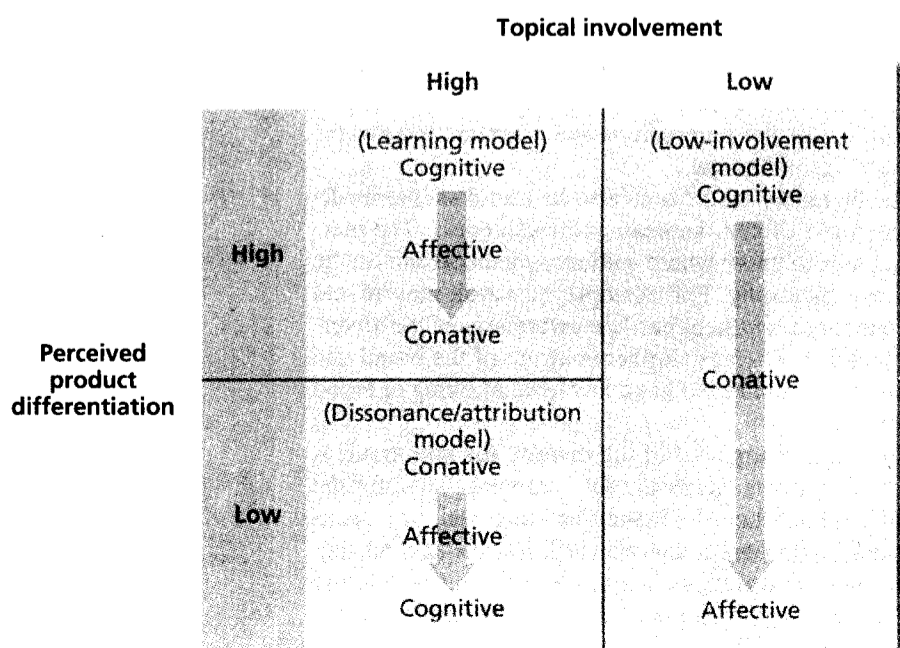 Topical involvement
High
Low
Perceived
product
differentiation
High
(Learning model)
Cognitive
Affective
Conative
(Low-involvement
model)
Cognitive
Conative
Affective
Low
(Dissonance/attribution
model)
Conative
Affective
Cognitive